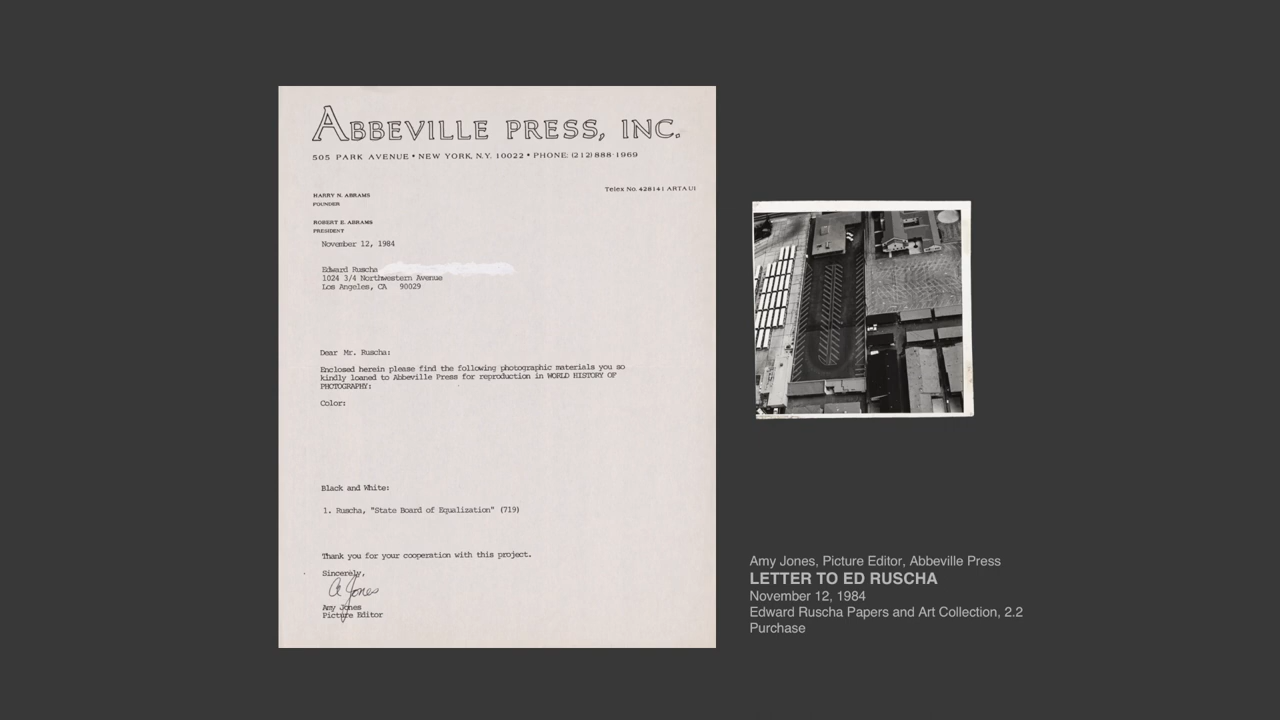 ABBEVILLE PRESS, INC.
505 PARK AVENUE • NEW YORK, N.Y. 10022 • PHONE: (212) 888-1969
Telex No. 428141 ARTA UI
HARRY N. ABRAMS
FOUNDER
ROBERT E. ABRAMS
PRESIDENT
November 12, 1984
Edward Ruscha
1024 3/4 Northwestern Avenue
Los Angeles, CA 90029
Dear Mr. Ruscha:
Enclosed herein please find the following photographic materials you so
kindly loaned to Abbeville Press for reproduction in WORLD HISTORY OF
PHOTOGRAPHY:
Color:
Black and White:
1. Ruscha, "State Board of Equalization" (719)
Thank you for your cooperation with this project.
Sincerely,
A Jones
Amy Jones
Picture Editor
Amy Jones, Picture Editor, Abbeville Press
LETTER TO ED RUSCHA
November 12, 1984
Edward Ruscha Papers and Art Collection, 2.2
Purchase